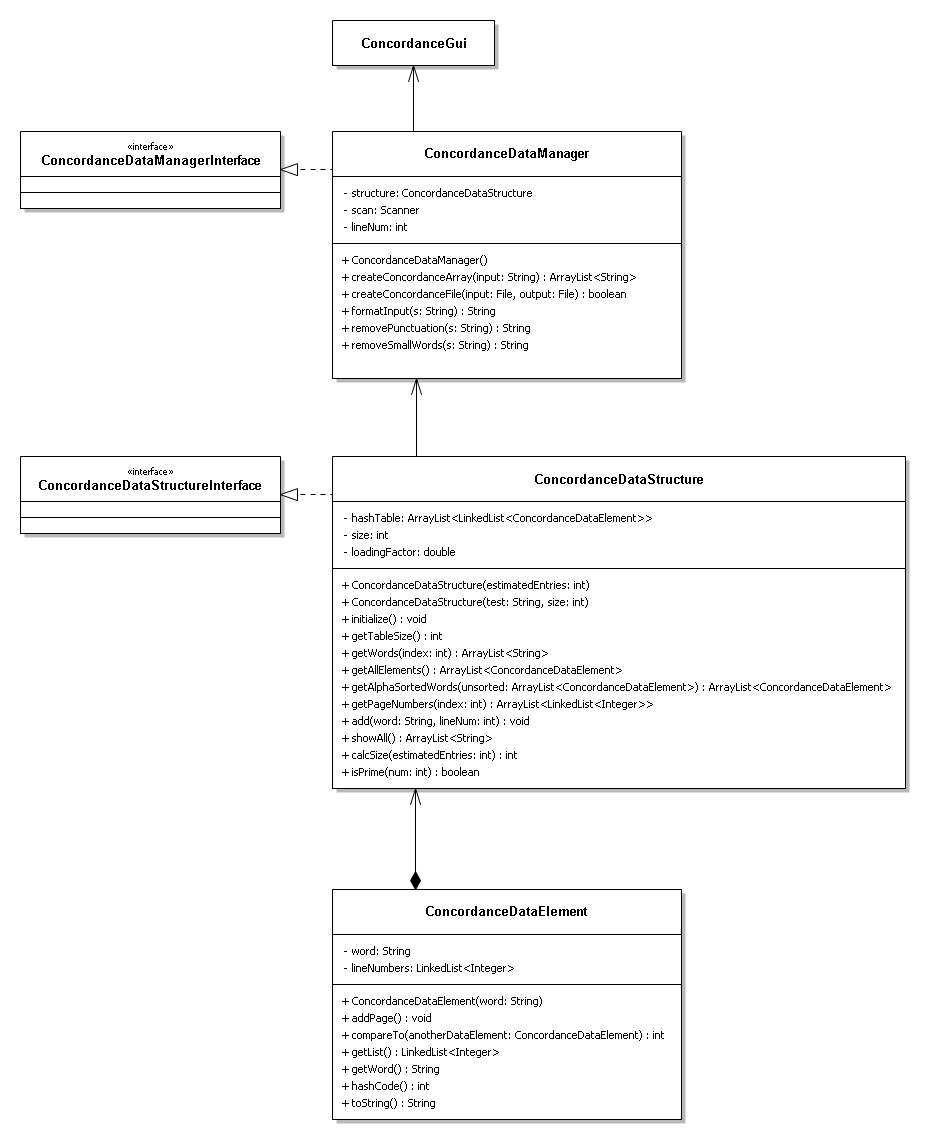 ConcordanceGui
«interface»
ConcordanceDataManagerInterface
ConcordanceDataManager
- structure: ConcordanceDataStructure
- scan: Scanner
- lineNum: int
+ ConcordanceDataManager()
+ createConcordanceArray(input: String) : ArrayList<String>
+ createConcordanceFile(input: File, output: File) : boolean
+ formatInput(s: String) : String
+ removePunctuation(s: String) : String
+ removeSmallWords(s: String) : String
«interface»
ConcordanceDataStructureInterface
ConcordanceDataStructure
- hashTable: ArrayList<LinkedList<ConcordanceDataElement>>
- size: int
- loadingFactor: double
+ ConcordanceDataStructure(estimatedEntries: int)
+ ConcordanceDataStructure(test: String, size: int)
+ initialize() : void
+ getTableSize() : int
+ getWords(index: int) : ArrayList<String>
+ getAllElements() : ArrayList<ConcordanceDataElement>
+ getAlphaSortedWords(unsorted: ArrayList<ConcordanceDataElement>) : ArrayList<ConcordanceDataElement>
+ getPageNumbers(index: int) : ArrayList<LinkedList<Integer>>
+ add(word: String, lineNum: int) : void
+ showAll() : ArrayList<String>
+ calcSize(estimatedEntries: int) : int
+ isPrime(num: int) : boolean
ConcordanceDataElement
- word: String
- lineNumbers: LinkedList<Integer>
+ ConcordanceDataElement(word: String)
+ addPage() : void
+ compareTo(anotherDataElement: ConcordanceDataElement) : int
+ getList() : LinkedList<Integer>
+ getWord() : String
+ hashCode() : int
+ toString() : String